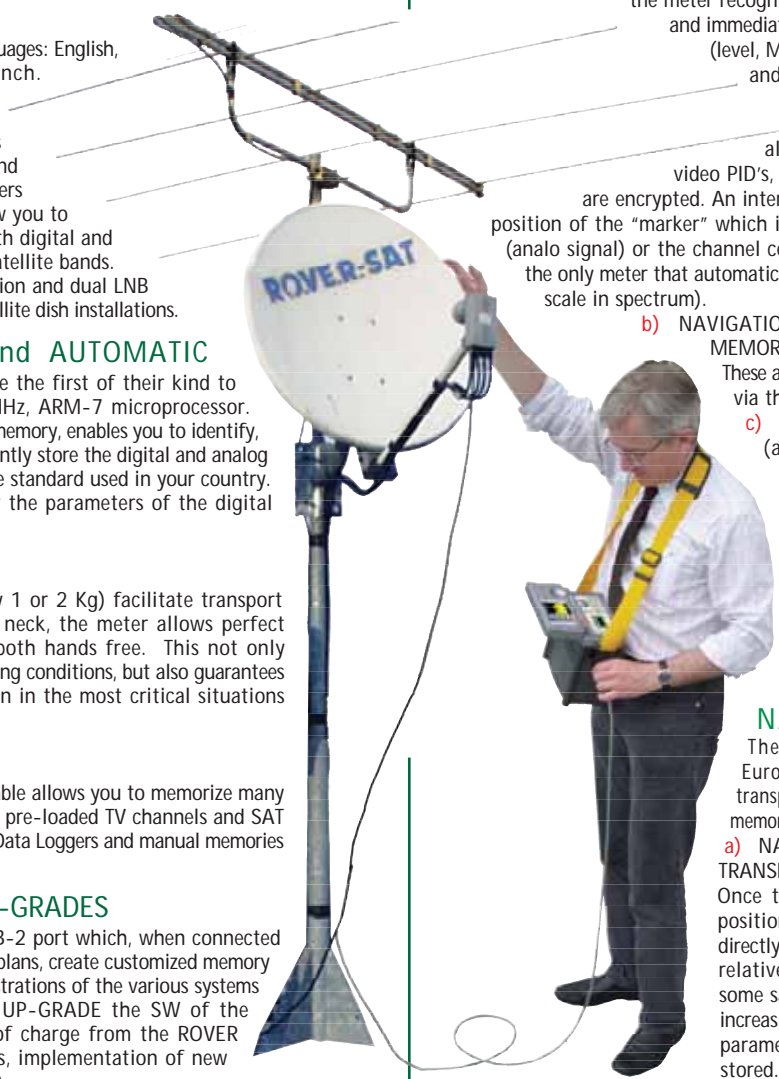 uages: English,
nch.
s
nd
ers
w you to
th digital and
atellite bands.
ion and dual LNB
llite dish installations.
nd AUTOMATIC
e the first of their kind to
MHz, ARM-7 microprocessor.
memory, enables you to identify,
ntly store the digital and analog
e standard used in your country.
r the parameters of the digital
y 1 or 2 Kg) facilitate transport
neck, the meter allows perfect
both hands free. This not only
ng conditions, but also guarantees
n in the most critical situations
able allows you to memorize many
pre-loaded TV channels and SAT
Data Loggers and manual memories
-GRADES
B-2 port which, when connected
plans, create customized memory
strations of the various systems
UP-GRADE the SW of the
of charge from the ROVER
s, implementation of new
ROVER-SAT
the meter recogn
and immediat
(level, M
and
al
video PID's,
are encrypted. An inter
position of the "marker" which i
(analo signal) or the channel c
the only meter that automatic
scale in spectrum).
b) NAVIGATIO
MEMOR
These a
via th
c)
(a
NA
The
Euro
transp
memor
a) NA
TRANSP
Once t
position
directly
relative
some s
increas
parame
stored.